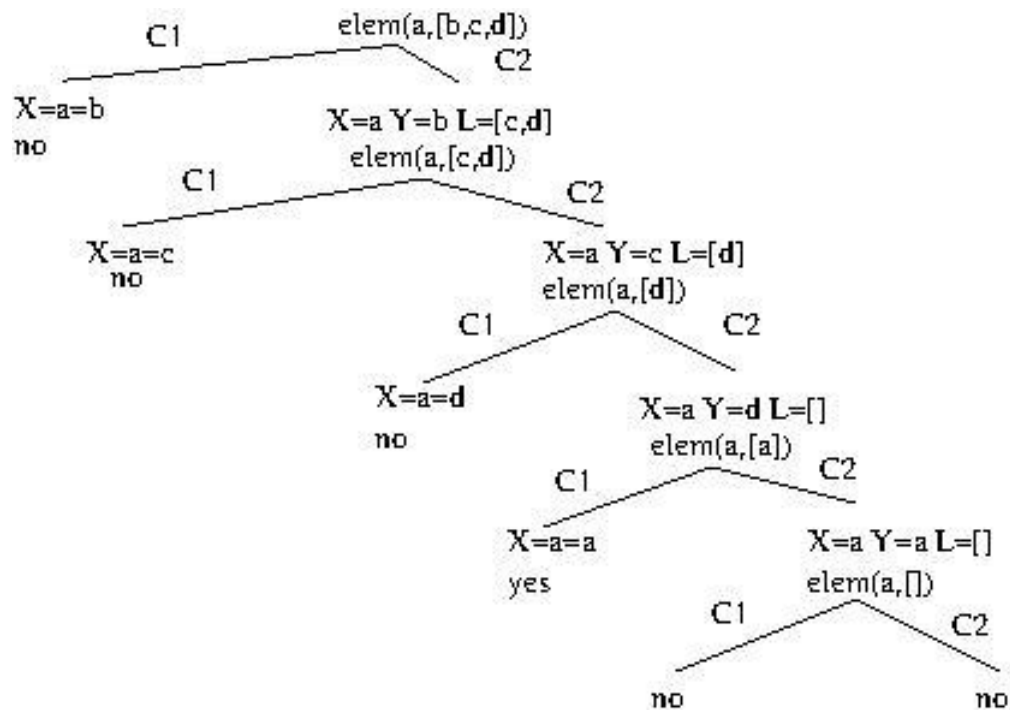 elem(a,[b,c,d])
C1
C2
X=a=b
no
X=a Y=b L=[c,d]
elem(a,[c,d])
C1
C2
X=a=c
no
X=a Y=c L=[d]
elem(a,[d])
C1
C2
X=a=d
no
X=a Y=d L=[]
elem(a,[a])
C1
C2
X=a=a
yes
X=a Y=a L=[]
elem(a,[])
C1
C2
no
no